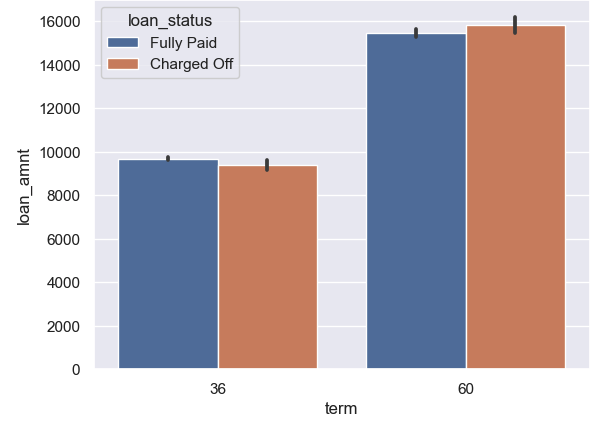 loan_status
Fully Paid
Charged Off
loan_amnt
16000
14000
12000
10000
8000
6000
4000
2000
0
36
60
term